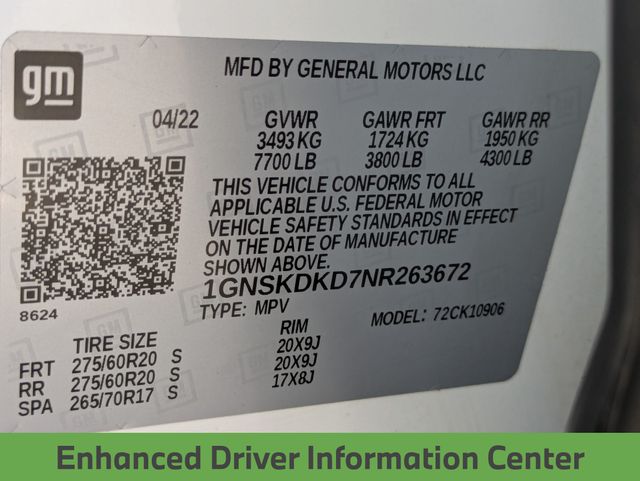 gm
MFD BY GENERAL MOTORS LLC
04/22 GVWR GAWR FRT GAWR RR
3493 KG 1724 KG 1950 KG
7700 LB 3800 LB 4300 LB
THIS VEHICLE CONFORMS TO ALL
APPLICABLE U.S. FEDERAL MOTOR
VEHICLE SAFETY STANDARDS IN EFFECT
ON THE DATE OF MANUFACTURE
SHOWN ABOVE.
1GNSKDKD7NR263672
8624
TYPE: MPV MODEL: 72CK10906
TIRE SIZE RIM
FRT 275/60R20 S 20X9J
RR 275/60R20 S 20X9J
SPA 265/70R17 S 17X8J
Enhanced Driver Information Center